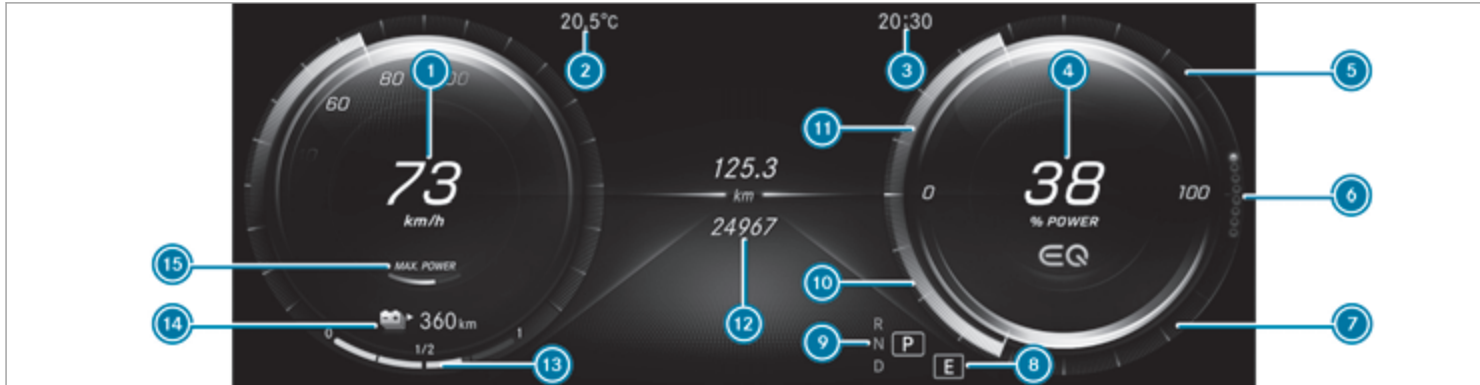 20,5°C 20:30
1 2 3 4 5
80
60
11
73 125.3 0 38 100 6
km/h km % POWER
24967 EQ
15 MAX. POWER
10
14 360 km 12 R 7
0 1/2 1 9 N P
13 D E 8